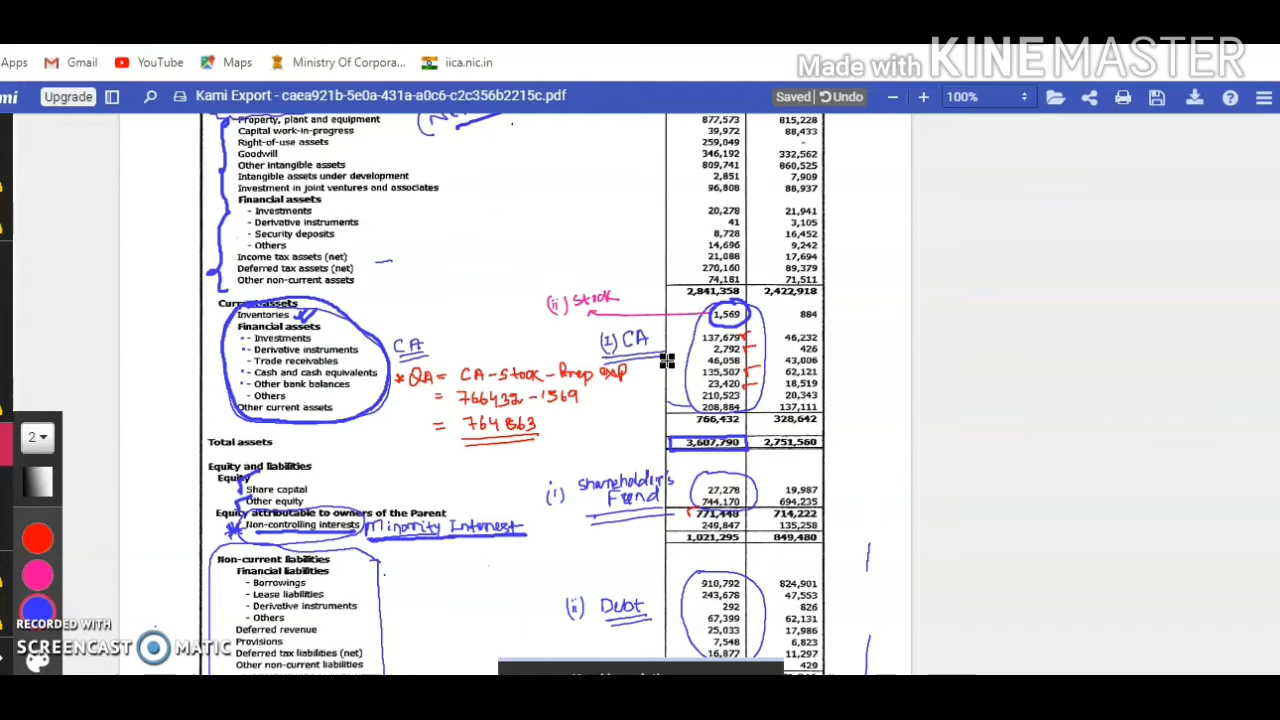 Made with KINEMASTER
Apps Gmail YouTube Maps Ministry Of Corpora... iica.nic.in
Upgrade Kami Export - caea921b-5e0a-431a-a0c6-c2c356b2215c.pdf Saved Undo 100%
Property, plant and equipment 877,573 815,228
Capital work-in-progress 39,972 88,433
Right-of-use assets 259,049 -
Goodwill 346,192 332,562
Other intangible assets 809,741 860,525
Intangible assets under development 2,851 7,909
Investment in joint ventures and associates 96,808 88,937
Financial assets
- Investments 20,278 21,941
- Derivative instruments 41 3,105
- Security deposits 8,728 16,452
- Others 14,696 9,242
Income tax assets (net) 21,088 17,694
Deferred tax assets (net) 270,160 89,379
Other non-current assets 74,181 71,511
2,841,358 2,422,918
Current assets
(ii) Stock
Inventories 1,569 884
Financial assets
(I) CA
- Investments 137,679 46,232
CA
- Derivative instruments 2,792 426
- Trade receivables 46,058 43,006
* QA = CA - Stock - Prep exp
- Cash and cash equivalents 135,507 62,121
- Other bank balances 23,420 18,519
= 766432 - 1569
- Others 210,523 20,343
Other current assets 208,884 137,111
766,432 328,642
= 764863
Total assets 3,607,790 2,751,560
Equity and liabilities
Equity
(i) Shareholder's Fund
Share capital 27,278 19,987
Other equity 744,170 694,235
Equity attributable to owners of the Parent 771,448 714,222
* Non-controlling interests Minority Interest 249,847 135,258
1,021,295 849,480
Non-current liabilities
Financial liabilities
- Borrowings 910,792 824,901
- Lease liabilities 243,678 47,553
- Derivative instruments 292 826
(ii) Debt
- Others 67,399 62,131
Deferred revenue 25,033 17,986
Provisions 7,548 6,823
Deferred tax liabilities (net) 16,877 11,297
Other non-current liabilities 429
2
RECORDED WITH
SCREENCAST MATIC